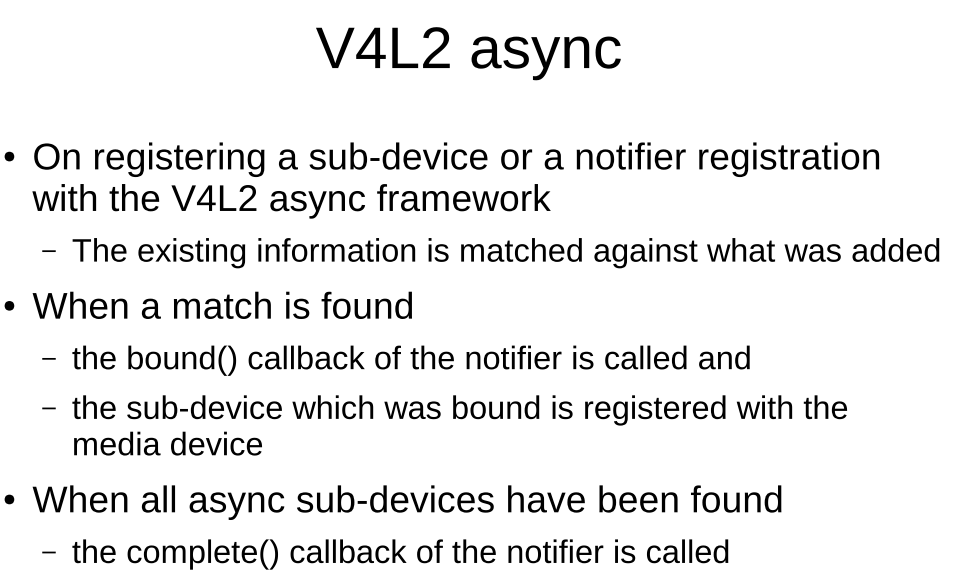 V4L2 async
• On registering a sub-device or a notifier registration
with the V4L2 async framework
– The existing information is matched against what was added
• When a match is found
– the bound() callback of the notifier is called and
– the sub-device which was bound is registered with the
media device
• When all async sub-devices have been found
– the complete() callback of the notifier is called